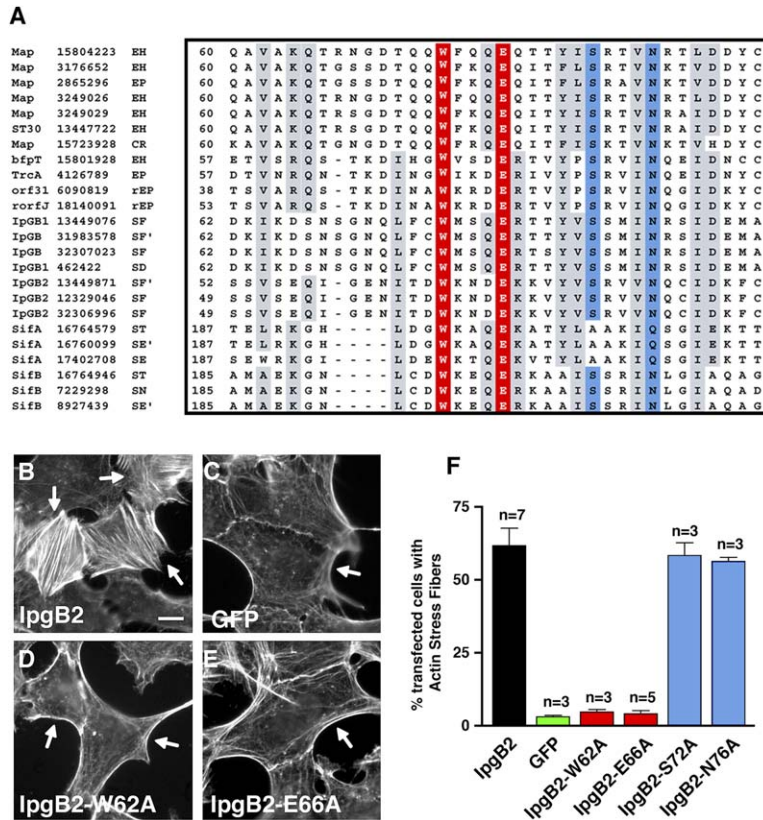 A
Map 15804223 EH 60 Q A V A K Q T R N G D T Q Q W F Q Q E Q T T Y I S R T V N R T L D D Y C
Map 3176652 EH 60 Q A V A K Q T G S S D T Q Q W F K Q E Q I T F L S R T V N K T V D D Y C
Map 2865296 EP 60 Q A V A K Q T G S S D T Q Q W F K Q E Q I T F L S R A V N K T V D D Y C
Map 3249026 EH 60 Q A V A K Q T R N G D T Q Q W F Q Q E Q T T Y I S R T V N R T L D D Y C
Map 3249029 EH 60 Q A V A K Q T R S G D T Q Q W F Q Q E Q I T Y I S R T V N R A I D D Y C
ST30 13447722 EH 60 Q A V A K Q T R S G D T Q Q W F Q Q E Q I T Y I S R T V N R A I D D Y C
Map 15723928 CR 60 K A V A K Q T G N G D T Q Q W F K Q E Q I T Y I S K T V N K T V H D Y C
bfpT 15801928 EH 57 E T V S R Q S - T K D I H G W V S D E R T V Y P S R V I N Q E I D N C C
TrcA 4126789 EP 57 D T V N R Q S - T K D I N A W V S D E R T V Y L S R V I N Q Y I D T Y C
orf31 6090819 rEP 38 T S V A R Q S - T K D I N A W K R D E R T V Y P S R V I N D G I K D Y C
rorfJ 18140091 rEP 53 T S V A R Q T - T K D I N A W K R D E R T V Y P S R V I N D G I K D Y C
IpGB1 13449076 SF 62 D K I K D S N S G N Q L F C W M S Q E R T T Y V S S M I N R S I D E M A
IpGB 31983578 SF' 62 D K I K D S N S G N Q L F C W M S Q E R T T Y V S S M I N R S I D E M A
IpGB 32307023 SF 62 D K I K D S N S G N Q L F C W M S Q E R T S Y V S S M I N R S I D E M A
IpGB1 462422 SD 62 D K I K D S N S G N Q L F C W M S Q E R T T Y V S S M I N R S I D E M A
IpGB2 13449871 SF' 52 S S V S E Q I - G E N I T D W K N D E K K V Y V S R V V N Q C I D K F C
IpGB2 12329046 SF 49 S S V S E Q I - G E N I T D W K N D E K K V Y V S R V V N Q C I D K F C
IpGB2 32306996 SF 49 S S V S E Q I - G E N I T D W K N D E K K V Y V S R V V N Q C I D K F C
SifA 16764579 ST 187 T E L R K G H - - - - L D G W K A Q E K A T Y L A A K I Q S G I E K T T
SifA 16760099 SE' 187 T E L R K G H - - - - L D G W K A Q E K A T Y L A A K I Q S G I E K T T
SifA 17402708 SE 187 S E W R K G I - - - - L D E W K T Q E K V T Y L A A K I Q S G I E K T T
SifB 16764946 ST 185 A M A E K G N - - - - L C D W K E Q E R K A A I S S R I N L G I A Q A G
SifB 7229298 SN 185 A M A E K G N - - - - L C D W K E Q E R K A A I S S R I N L G I A Q A G
SifB 8927439 SE' 185 A M A E K G N - - - - L C D W K E Q E R K A A I S S R I N L G I A Q A G
B
IpgB2
C
GFP
D
IpgB2-W62A
E
IpgB2-E66A
F
% transfected cells with
Actin Stress Fibers
75
50
25
0
n=7
n=3
n=3
n=5
n=3
n=3
IpgB2
GFP
IpgB2-W62A
IpgB2-E66A
IpgB2-S72A
IpgB2-N76A